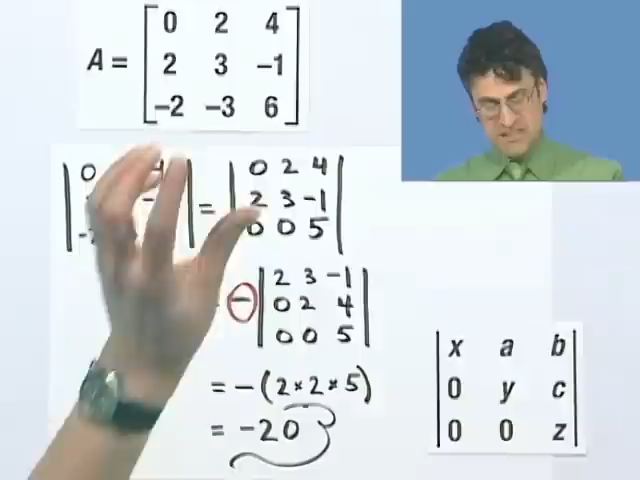 A = [ 0 2 4
2 3 −1
−2 −3 6 ]
| 0 = | 0 2 4 |
2 3 −1
0 0 5
− | 2 3 −1 |
0 2 4
0 0 5
= −(2×2×5)
= −20
| x a b |
0 y c
0 0 z